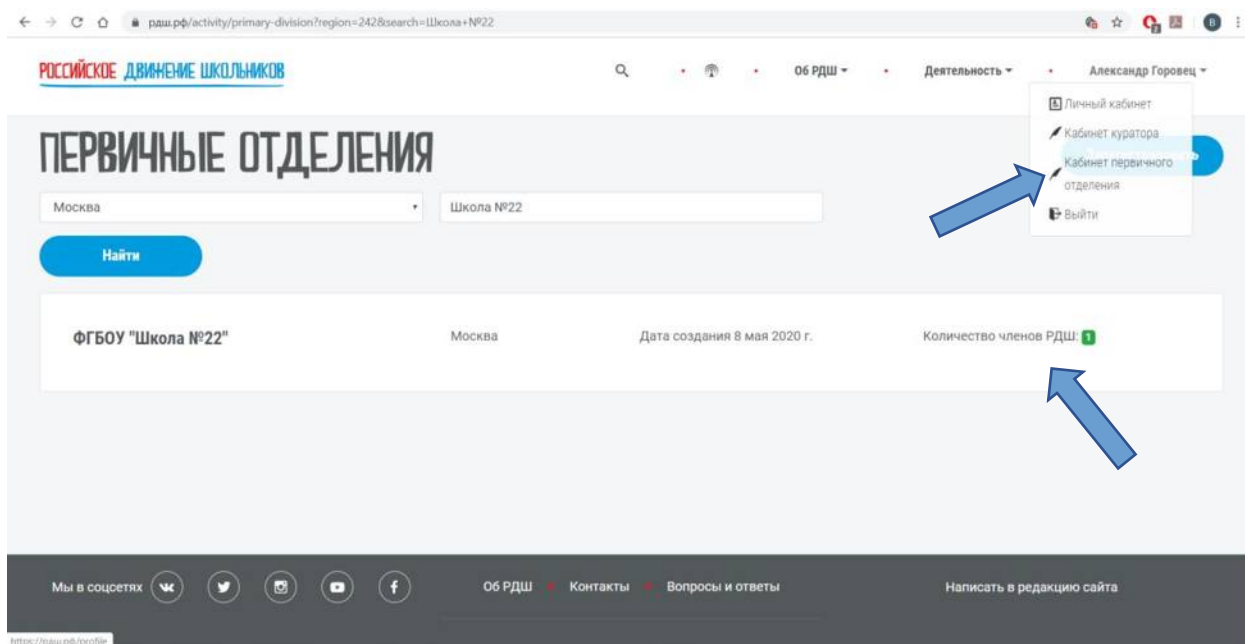 рдш.рф/activity/primary-division?region=242&search=Школа+№22
РОССИЙСКОЕ ДВИЖЕНИЕ ШКОЛЬНИКОВ
Об РДШ
Деятельность
Александр Горовец
Личный кабинет
Кабинет куратора
Кабинет первичного
отделения
Выйти
ПЕРВИЧНЫЕ ОТДЕЛЕНИЯ
Москва
Школа №22
Найти
ФГБОУ "Школа №22"
Москва
Дата создания 8 мая 2020 г.
Количество членов РДШ: 1
Мы в соцсетях
Об РДШ
Контакты
Вопросы и ответы
Написать в редакцию сайта
https://рдш.рф/profile